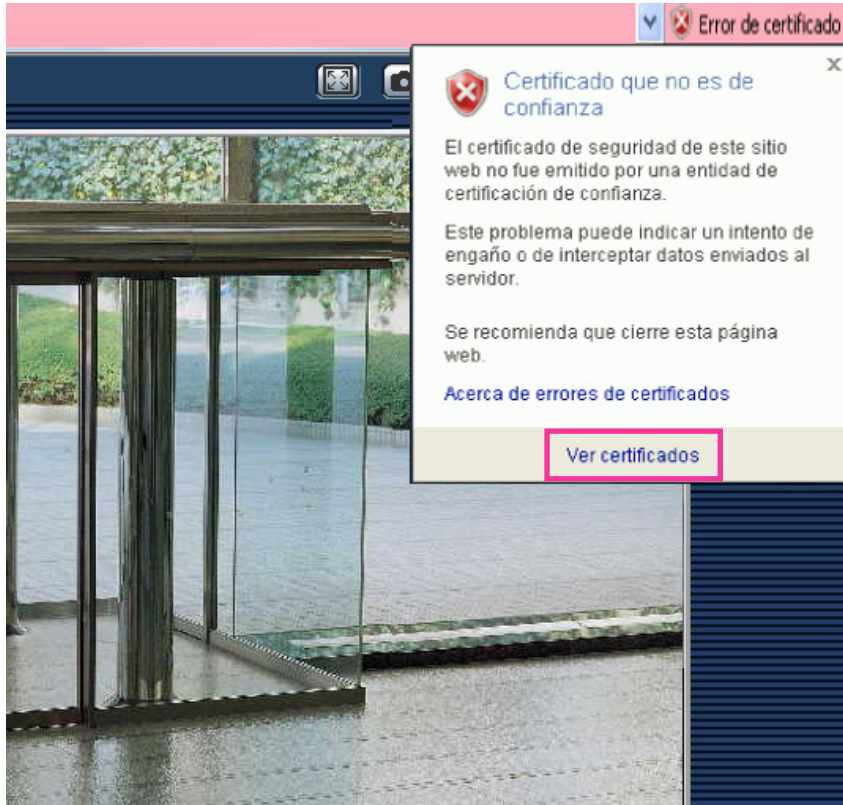 Error de certificado
Certificado que no es de
confianza
El certificado de seguridad de este sitio
web no fue emitido por una entidad de
certificación de confianza.
Este problema puede indicar un intento de
engaño o de interceptar datos enviados al
servidor.
Se recomienda que cierre esta página
web.
Acerca de errores de certificados
Ver certificados